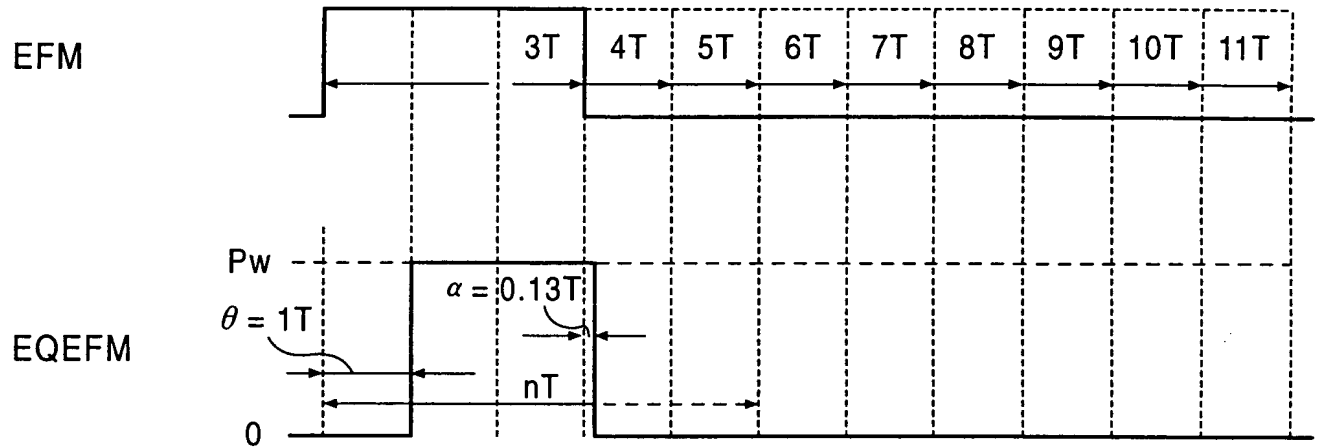 EFM 3T 4T 5T 6T 7T 8T 9T 10T 11T
Pw
α = 0.13T
θ = 1T
EQEFM
nT
0